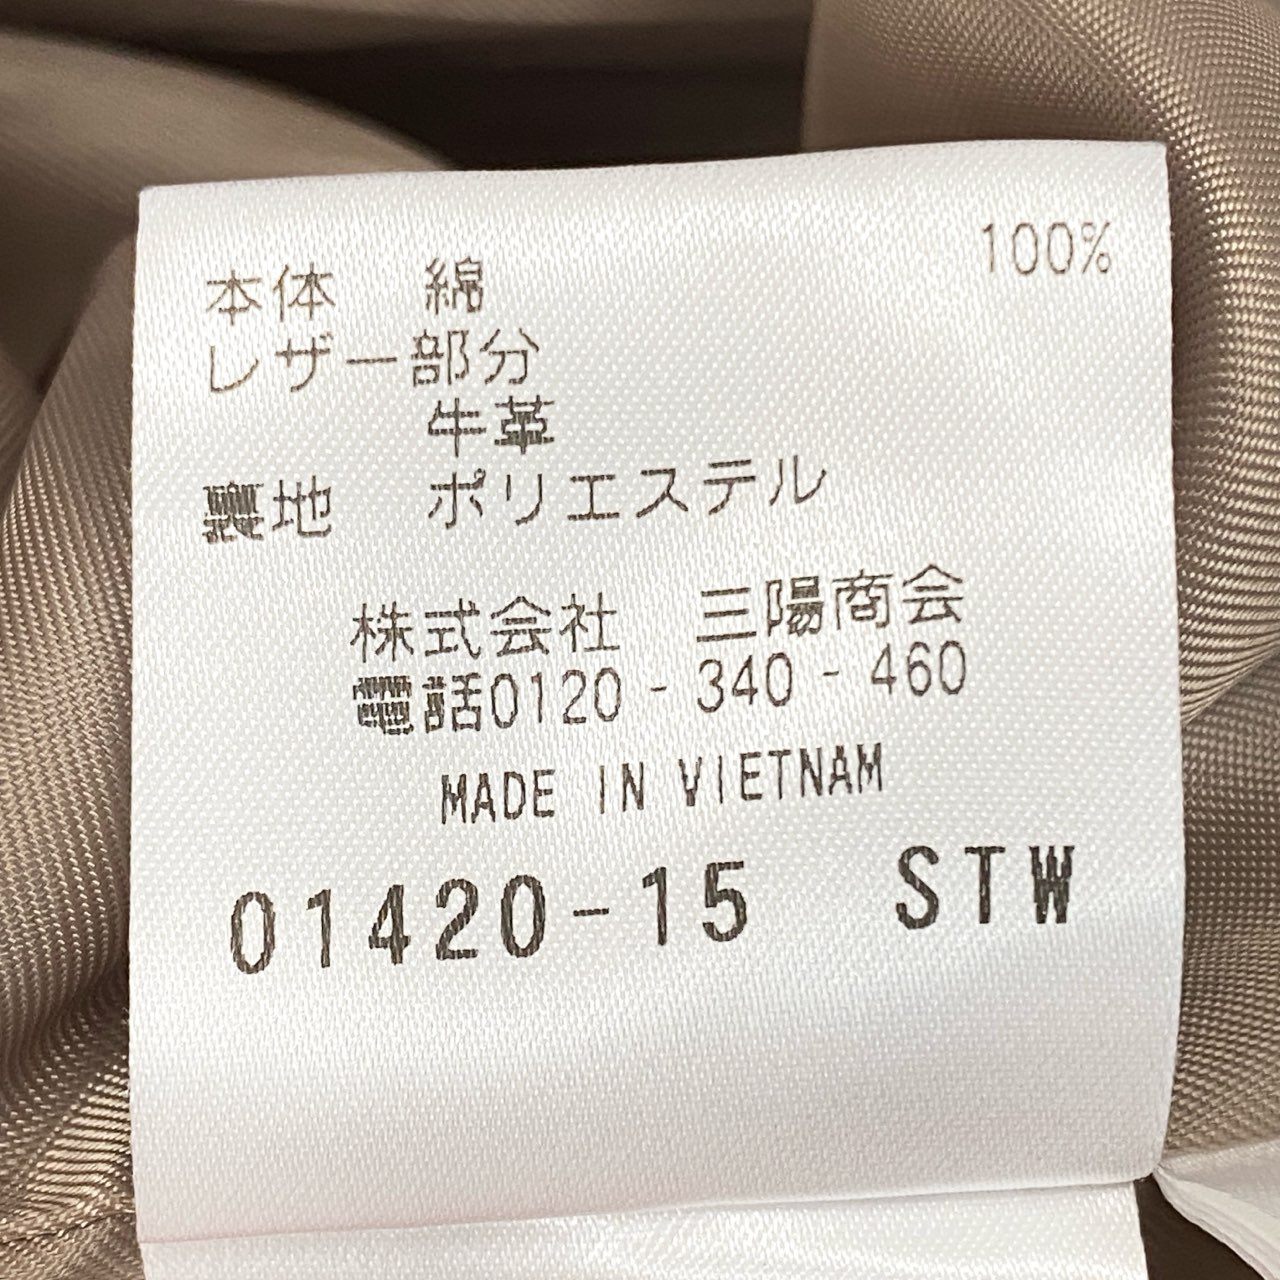 本体　綿　100%
レザー部分
牛革
裏地　ポリエステル
株式会社　三陽商会
電話0120-340-460
MADE IN VIETNAM
01420-15　STW